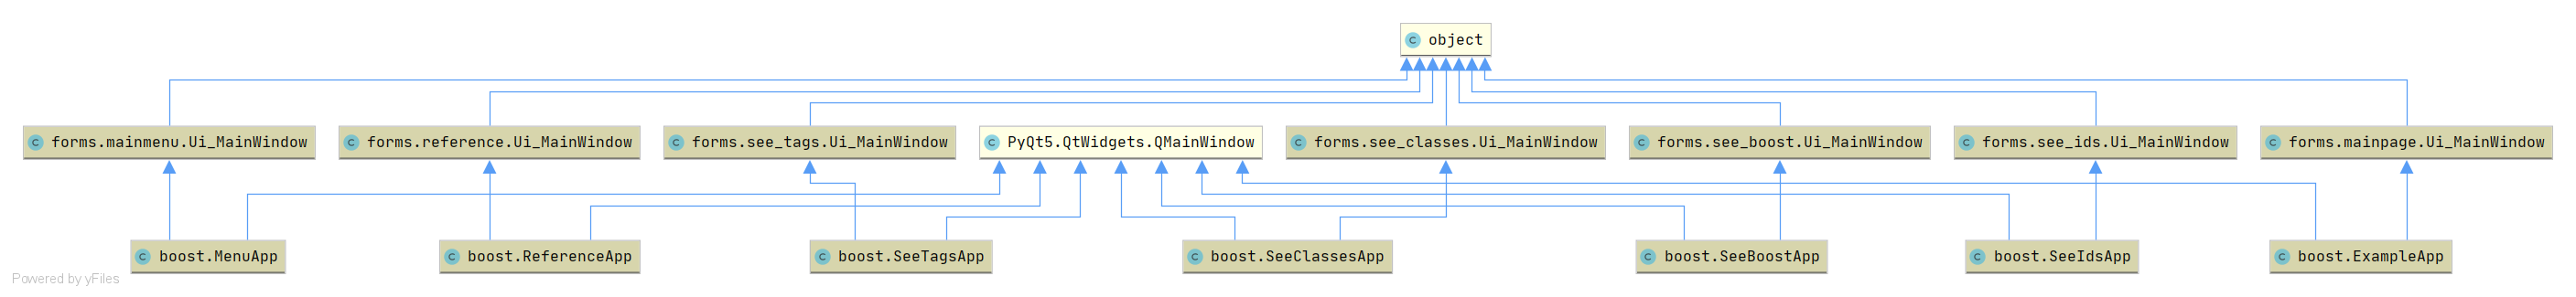 C object
C forms.mainmenu.Ui_MainWindow
C forms.reference.Ui_MainWindow
C forms.see_tags.Ui_MainWindow
C PyQt5.QtWidgets.QMainWindow
C forms.see_classes.Ui_MainWindow
C forms.see_boost.Ui_MainWindow
C forms.see_ids.Ui_MainWindow
C forms.mainpage.Ui_MainWindow
C boost.MenuApp
C boost.ReferenceApp
C boost.SeeTagsApp
C boost.SeeClassesApp
C boost.SeeBoostApp
C boost.SeeIdsApp
C boost.ExampleApp
Powered by yFiles